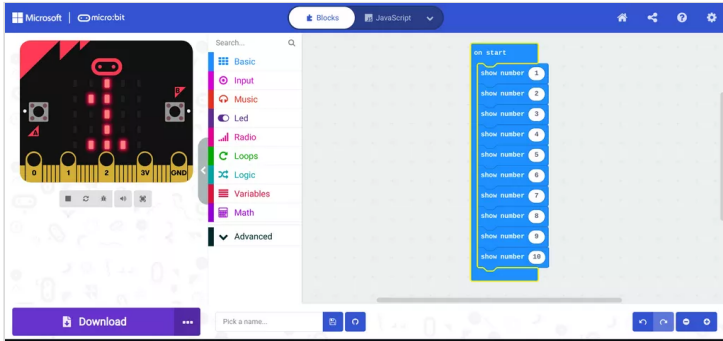 Microsoft | micro:bit
Blocks
JavaScript
Search...
Basic
Input
Music
Led
Radio
Loops
Logic
Variables
Math
Advanced
on start
show number 1
show number 2
show number 3
show number 4
show number 5
show number 6
show number 7
show number 8
show number 9
show number 10
B
A
0 1 2 3V GND
Download
Pick a name...